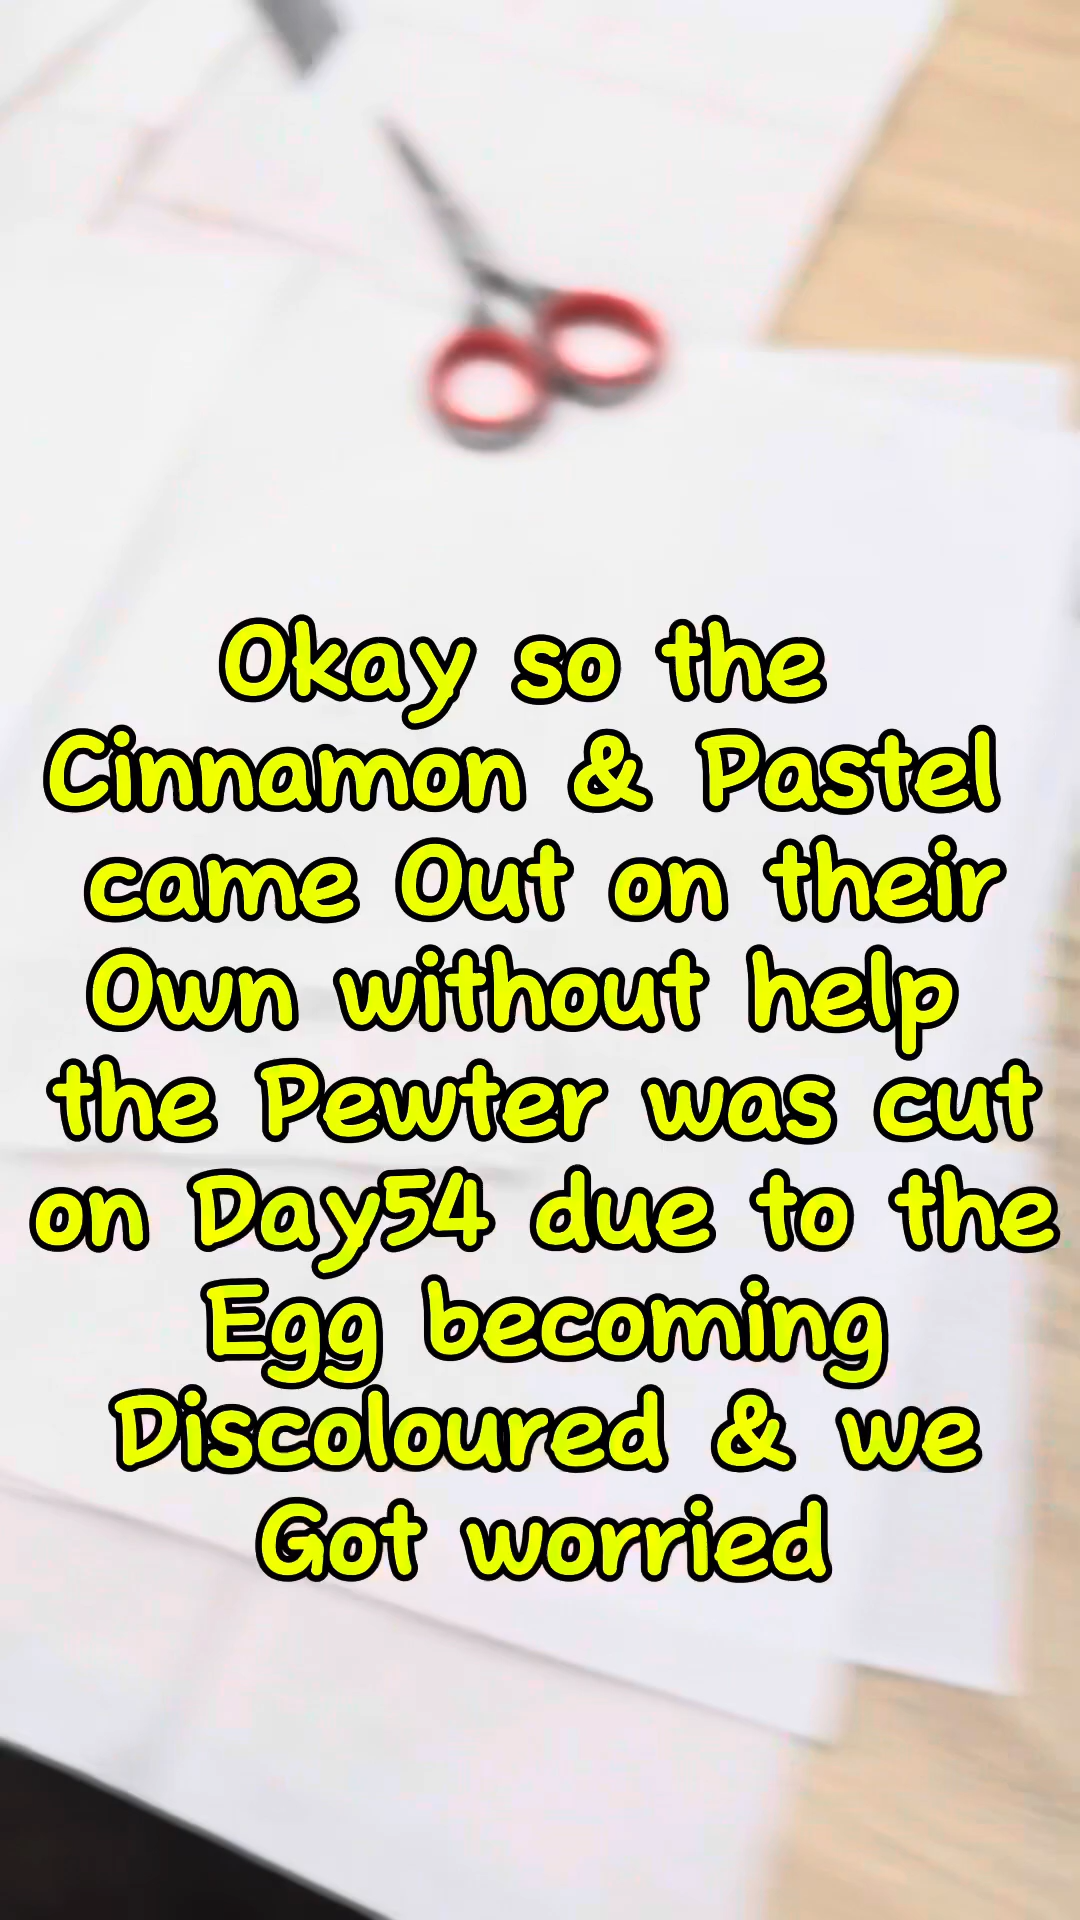 Okay so the
Cinnamon & Pastel
came Out on their
Own without help
the Pewter was cut
on Day54 due to the
Egg becoming
Discoloured & we
Got worried